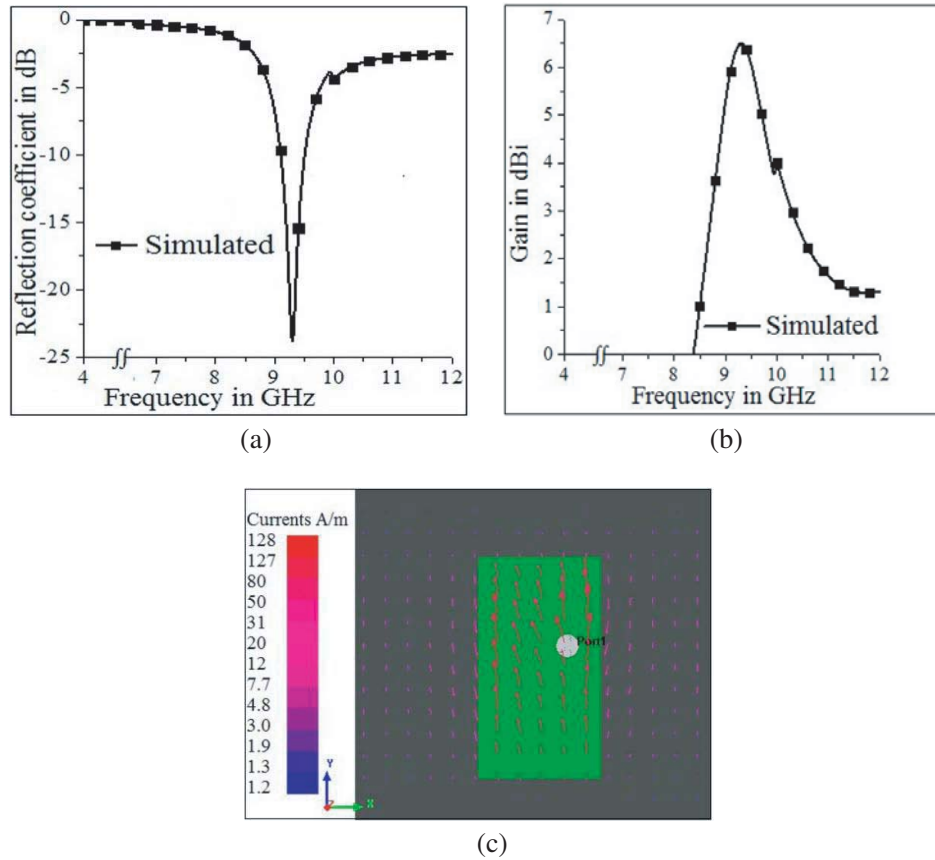 0
-5
-10
-15
-20
-25
Reflection coefficient in dB
Simulated
4 7 8 9 10 11 12
Frequency in GHz
(a)
7
6
5
4
3
2
1
0
Gain in dBi
Simulated
4 7 8 9 10 11 12
Frequency in GHz
(b)
Currents A/m
128
127
80
50
31
20
12
7.7
4.8
3.0
1.9
1.3
1.2
Y
Z
X
Port1
(c)